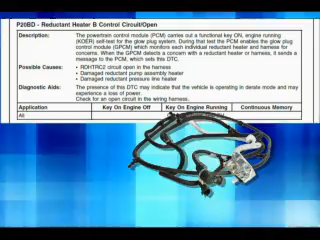 P20BD - Reductant Heater B Control Circuit/Open
Description: The powertrain control module (PCM) carries out a functional key ON, engine running
(KOER) self-test for the glow plug system. During that test the PCM enables the glow plug
control module (GPCM) which monitors each individual reductant heater and harness for
concerns. When the GPCM detects a concern with a reductant heater or harness, it sends a
message to the PCM, which sets this DTC.
Possible Causes: • RDHTRC2 circuit open in the harness
• Damaged reductant pump assembly heater
• Damaged reductant pressure line heater
Diagnostic Aids: The presence of this DTC may indicate that the vehicle is operating in derate mode and may
experience a loss of power.
Check for an open circuit in the wiring harness.
Application Key On Engine Off Key On Engine Running Continuous Memory
All